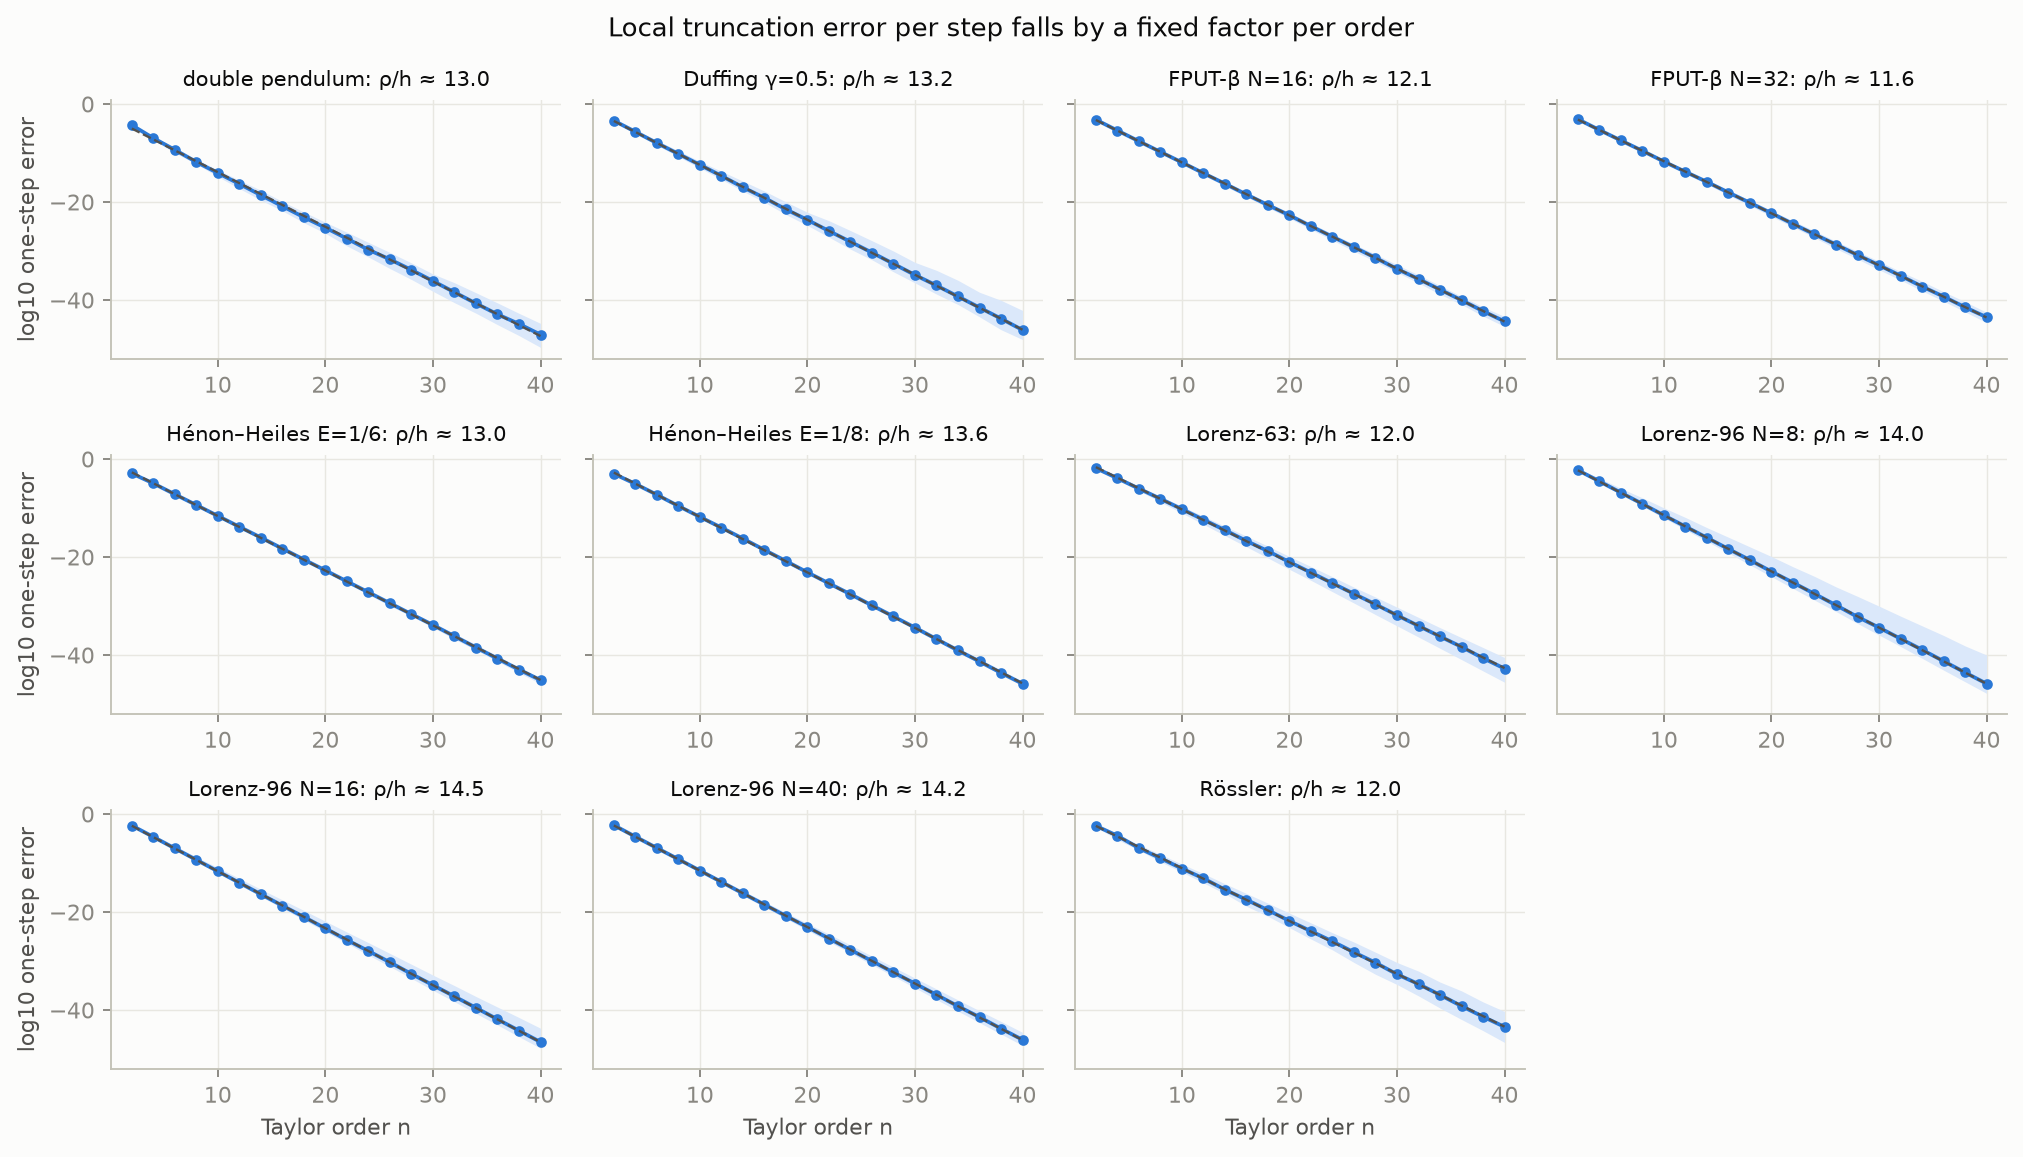 Local truncation error per step falls by a fixed factor per order
double pendulum: ρ/h ≈ 13.0
Duffing γ=0.5: ρ/h ≈ 13.2
FPUT-β N=16: ρ/h ≈ 12.1
FPUT-β N=32: ρ/h ≈ 11.6
log10 one-step error
0
−20
−40
10 20 30 40
10 20 30 40
10 20 30 40
10 20 30 40
Hénon–Heiles E=1/6: ρ/h ≈ 13.0
Hénon–Heiles E=1/8: ρ/h ≈ 13.6
Lorenz-63: ρ/h ≈ 12.0
Lorenz-96 N=8: ρ/h ≈ 14.0
log10 one-step error
0
−20
−40
10 20 30 40
10 20 30 40
10 20 30 40
10 20 30 40
Lorenz-96 N=16: ρ/h ≈ 14.5
Lorenz-96 N=40: ρ/h ≈ 14.2
Rössler: ρ/h ≈ 12.0
log10 one-step error
0
−20
−40
10 20 30 40
10 20 30 40
10 20 30 40
Taylor order n
Taylor order n
Taylor order n